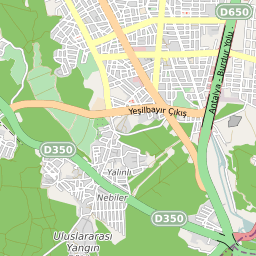 D650
Antalya - Burdur Yolu
Yeşilbayır Çıkış
D350
Yalınlı
Nebiler
D350
Uluslararası
Yangın